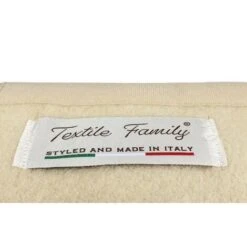 Textile Family®
STYLED AND MADE IN ITALY